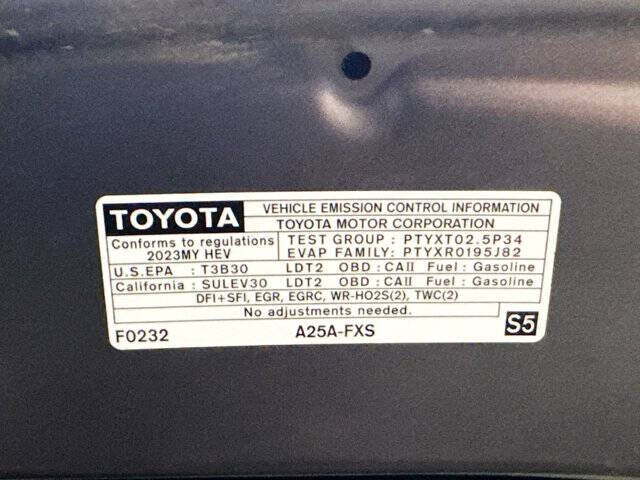 TOYOTA VEHICLE EMISSION CONTROL INFORMATION
TOYOTA MOTOR CORPORATION
Conforms to regulations
2023MY HEV
TEST GROUP : PTYXT02.5P34
EVAP FAMILY: PTYXR0195J82
U.S.EPA : T3B30 LDT2 OBD : CAII Fuel : Gasoline
California : SULEV30 LDT2 OBD : CAII Fuel : Gasoline
DFI+SFI, EGR, EGRC, WR-HO2S(2), TWC(2)
No adjustments needed.
F0232 A25A-FXS S5